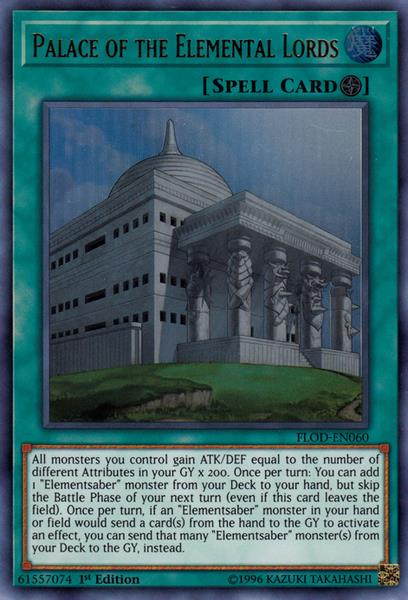 PALACE OF THE ELEMENTAL LORDS
魔
[SPELL CARD]
FLOD-EN060
All monsters you control gain ATK/DEF equal to the number of
different Attributes in your GY x 200. Once per turn: You can add
1 "Elementsaber" monster from your Deck to your hand, but skip
the Battle Phase of your next turn (even if this card leaves the
field). Once per turn, if an "Elementsaber" monster in your hand
or field would send a card(s) from the hand to the GY to activate
an effect, you can send that many "Elementsaber" monster(s) from
your Deck to the GY, instead.
61557074 1st Edition ©1996 KAZUKI TAKAHASHI